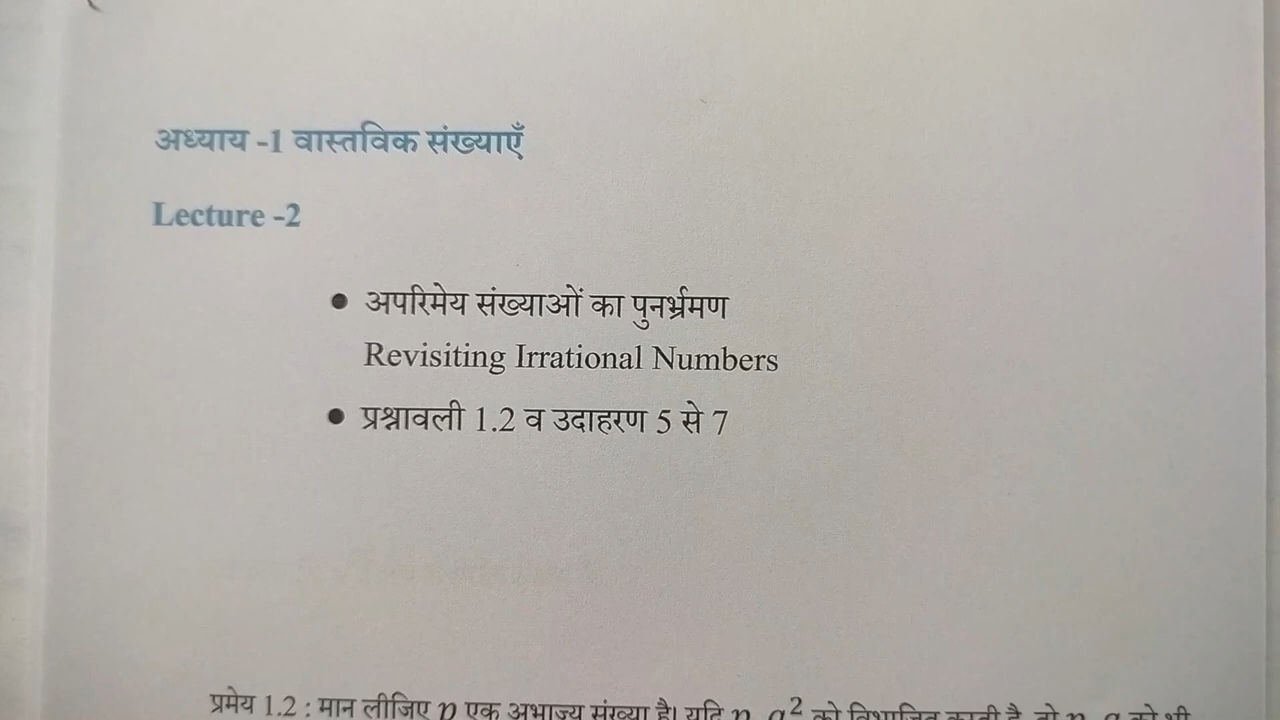 अध्याय -1 वास्तविक संख्याएँ
Lecture -2
● अपरिमेय संख्याओं का पुनर्भ्रमण
Revisiting Irrational Numbers
● प्रश्नावली 1.2 व उदाहरण 5 से 7
प्रमेय 1.2 : मान लीजिए p एक अभाज्य संख्या है। यदि p, a² को विभाजित करती है, तो p, a को भी